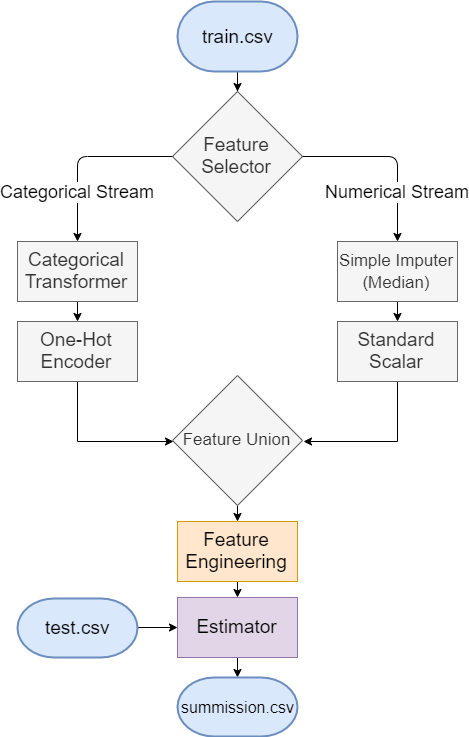 train.csv
Feature
Selector
Categorical Stream
Numerical Stream
Categorical
Transformer
Simple Imputer
(Median)
One-Hot
Encoder
Standard
Scalar
Feature Union
Feature
Engineering
test.csv
Estimator
summission.csv